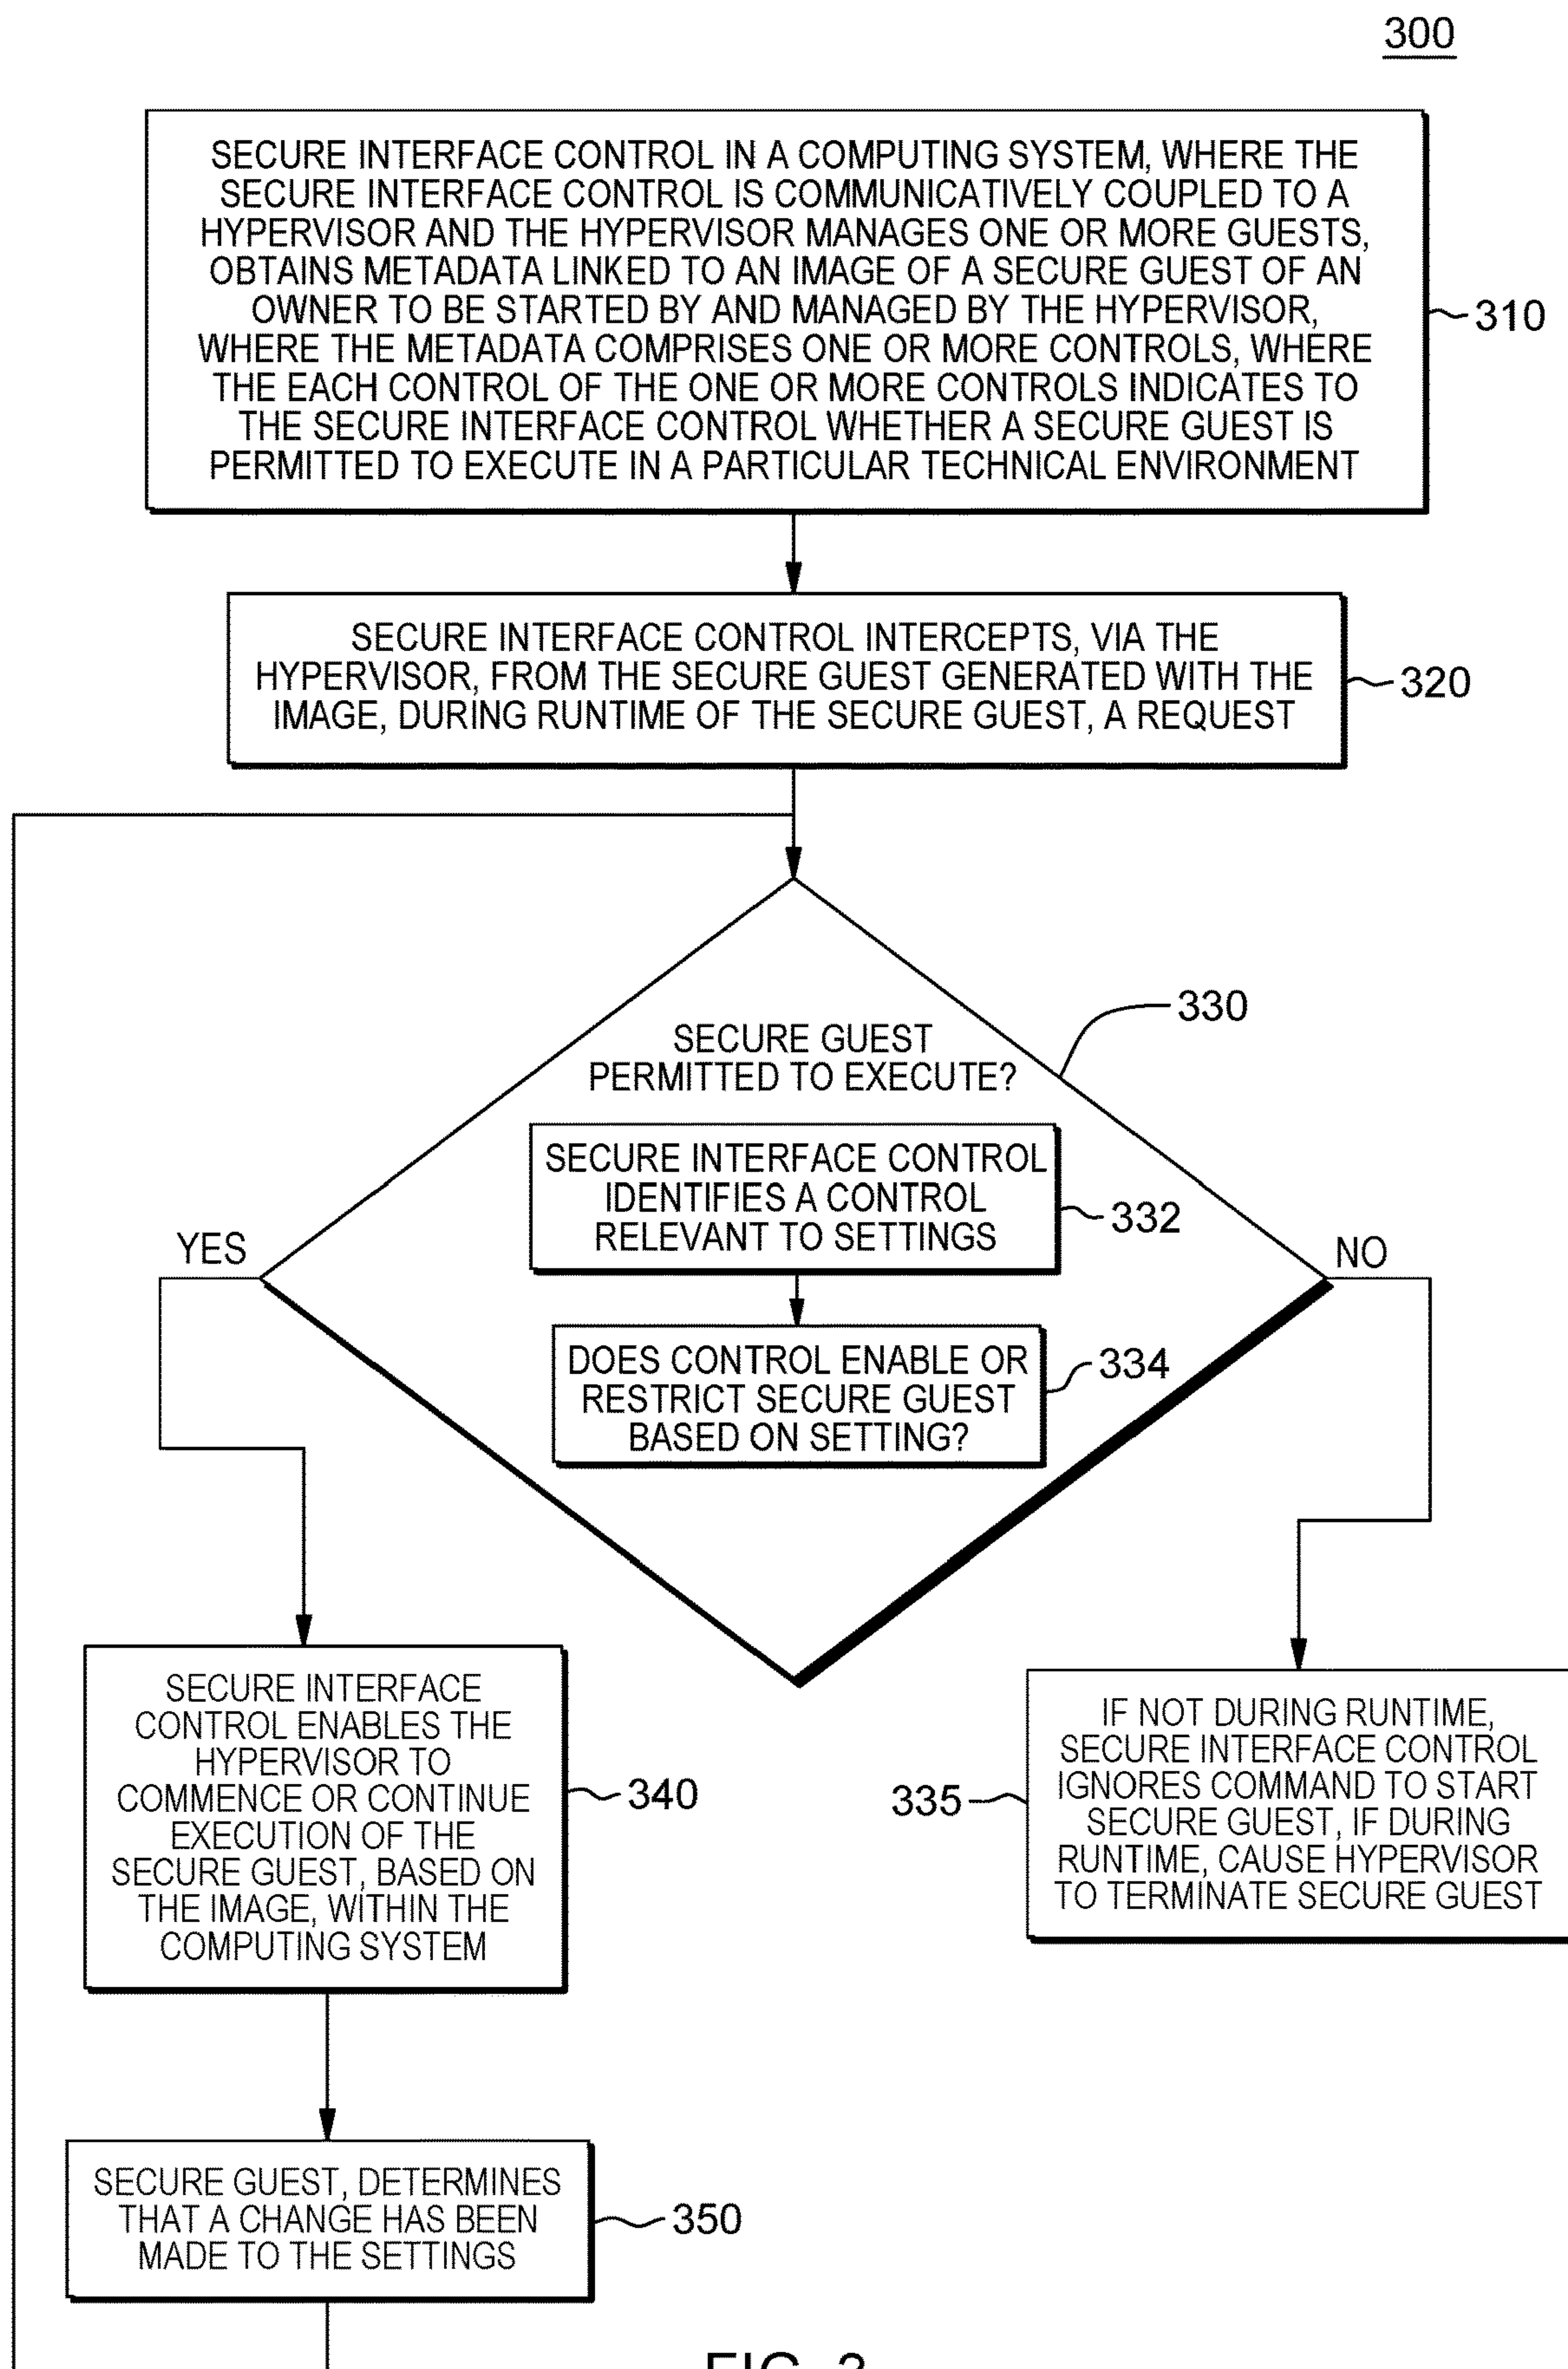 300
SECURE INTERFACE CONTROL IN A COMPUTING SYSTEM, WHERE THE
SECURE INTERFACE CONTROL IS COMMUNICATIVELY COUPLED TO A
HYPERVISOR AND THE HYPERVISOR MANAGES ONE OR MORE GUESTS,
OBTAINS METADATA LINKED TO AN IMAGE OF A SECURE GUEST OF AN
OWNER TO BE STARTED BY AND MANAGED BY THE HYPERVISOR,
WHERE THE METADATA COMPRISES ONE OR MORE CONTROLS, WHERE
THE EACH CONTROL OF THE ONE OR MORE CONTROLS INDICATES TO
THE SECURE INTERFACE CONTROL WHETHER A SECURE GUEST IS
PERMITTED TO EXECUTE IN A PARTICULAR TECHNICAL ENVIRONMENT
310
SECURE INTERFACE CONTROL INTERCEPTS, VIA THE
HYPERVISOR, FROM THE SECURE GUEST GENERATED WITH THE
IMAGE, DURING RUNTIME OF THE SECURE GUEST, A REQUEST
320
330
SECURE GUEST
PERMITTED TO EXECUTE?
SECURE INTERFACE CONTROL
IDENTIFIES A CONTROL
RELEVANT TO SETTINGS
332
YES
NO
DOES CONTROL ENABLE OR
RESTRICT SECURE GUEST
BASED ON SETTING?
334
SECURE INTERFACE
CONTROL ENABLES THE
HYPERVISOR TO
COMMENCE OR CONTINUE
EXECUTION OF THE
SECURE GUEST, BASED ON
THE IMAGE, WITHIN THE
COMPUTING SYSTEM
340
335
IF NOT DURING RUNTIME,
SECURE INTERFACE CONTROL
IGNORES COMMAND TO START
SECURE GUEST, IF DURING
RUNTIME, CAUSE HYPERVISOR
TO TERMINATE SECURE GUEST
SECURE GUEST, DETERMINES
THAT A CHANGE HAS BEEN
MADE TO THE SETTINGS
350
FIG. 3